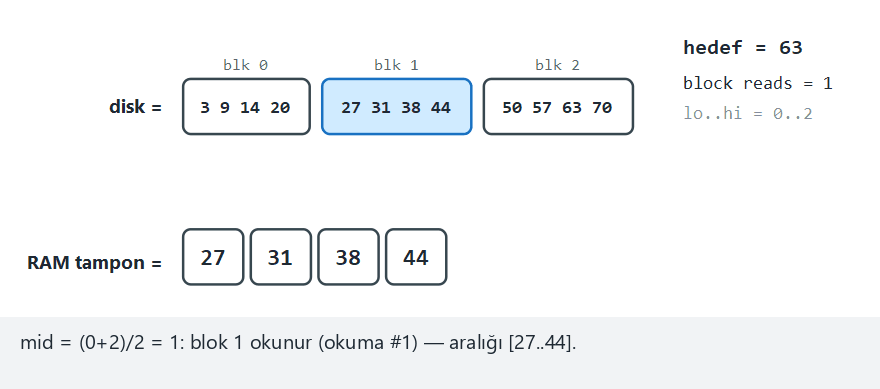 hedef = 63
block reads = 1
lo..hi = 0..2
blk 0 blk 1 blk 2
disk = 3 9 14 20 27 31 38 44 50 57 63 70
RAM tampon = 27 31 38 44
mid = (0+2)/2 = 1: blok 1 okunur (okuma #1) — aralığı [27..44].